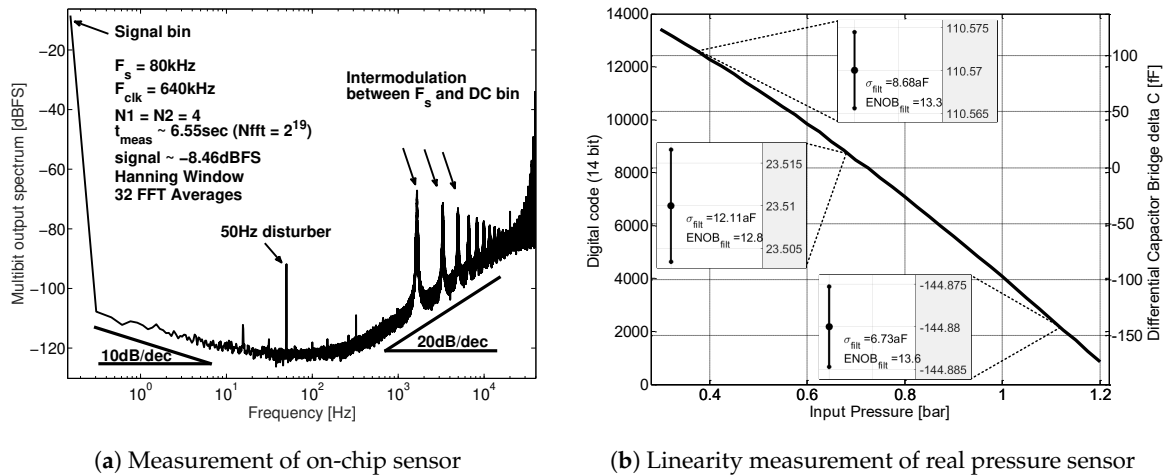 Signal bin
F_s = 80kHz
F_clk = 640kHz
N1 = N2 = 4
t_meas ~ 6.55sec (Nfft = 2^19)
signal ~ −8.46dBFS
Hanning Window
32 FFT Averages
Intermodulation
between F_s and DC bin
50Hz disturber
10dB/dec
20dB/dec
Multibit output spectrum [dBFS]
−20
−40
−60
−80
−100
−120
10^0
10^1
10^2
10^3
10^4
Frequency [Hz]
(a) Measurement of on-chip sensor
Digital code (14 bit)
14000
12000
10000
8000
6000
4000
2000
0
0.4
0.6
0.8
1
1.2
Input Pressure [bar]
Differential Capacitor Bridge delta C [fF]
100
50
0
−50
−100
−150
σ_filt =8.68aF
ENOB_filt =13.3
110.575
110.57
110.565
σ_filt =12.11aF
ENOB_filt =12.8
23.515
23.51
23.505
σ_filt =6.73aF
ENOB_filt =13.6
-144.875
-144.88
-144.885
(b) Linearity measurement of real pressure sensor